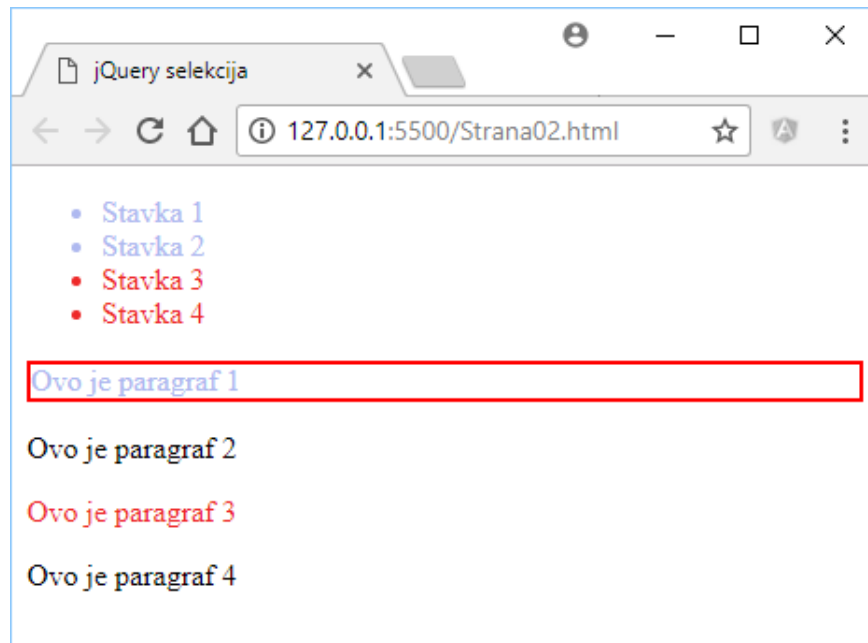 jQuery selekcija
127.0.0.1:5500/Strana02.html
Stavka 1
Stavka 2
Stavka 3
Stavka 4
Ovo je paragraf 1
Ovo je paragraf 2
Ovo je paragraf 3
Ovo je paragraf 4